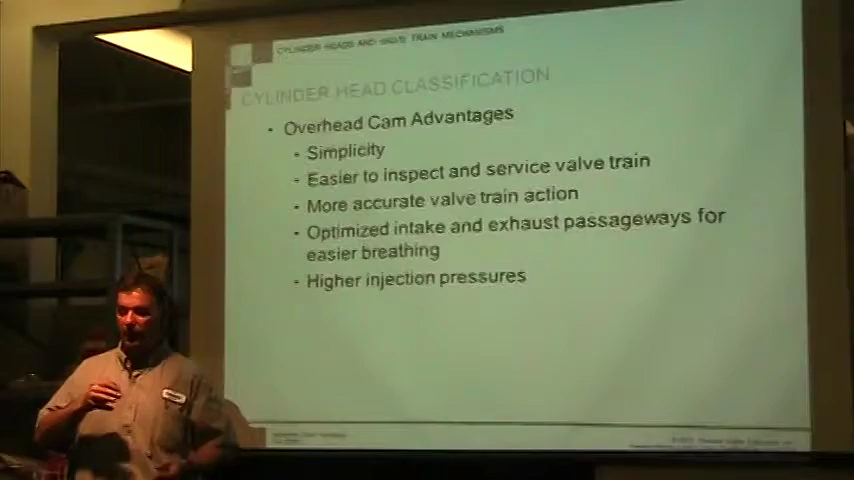 CYLINDER HEADS AND VALVE TRAIN MECHANISMS
CYLINDER HEAD CLASSIFICATION
• Overhead Cam Advantages
• Simplicity
• Easier to inspect and service valve train
• More accurate valve train action
• Optimized intake and exhaust passageways for
easier breathing
• Higher injection pressures